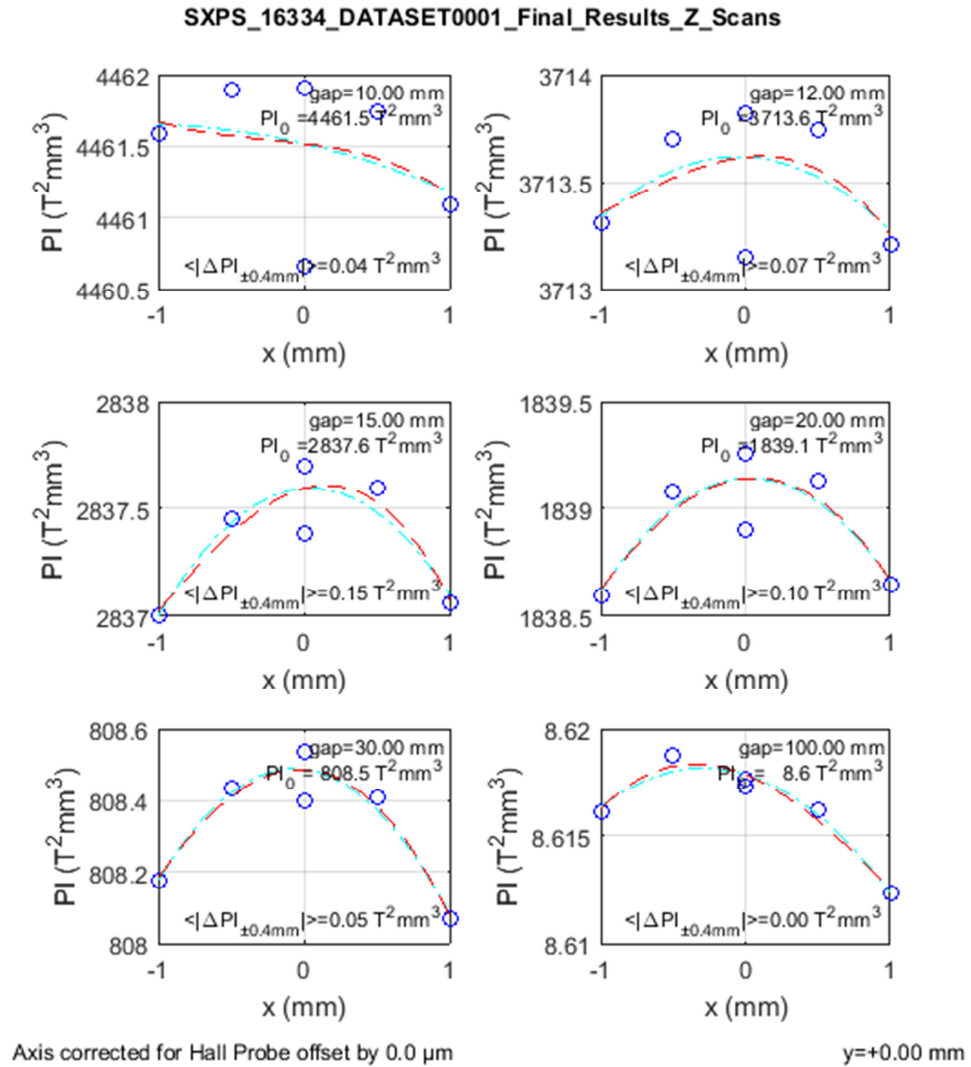 SXPS_16334_DATASET0001_Final_Results_Z_Scans
4462
4461.5
4461
4460.5
PI (T²mm³)
gap=10.00 mm
PI₀ =4461.5 T²mm³
<|ΔPI±0.4mm|>=0.04 T²mm³
-1 0 1
x (mm)
3714
3713.5
3713
PI (T²mm³)
gap=12.00 mm
PI₀ =3713.6 T²mm³
<|ΔPI±0.4mm|>=0.07 T²mm³
-1 0 1
x (mm)
2838
2837.5
2837
PI (T²mm³)
gap=15.00 mm
PI₀ =2837.6 T²mm³
<|ΔPI±0.4mm|>=0.15 T²mm³
-1 0 1
x (mm)
1839.5
1839
1838.5
PI (T²mm³)
gap=20.00 mm
PI₀ =1839.1 T²mm³
<|ΔPI±0.4mm|>=0.10 T²mm³
-1 0 1
x (mm)
808.6
808.4
808.2
808
PI (T²mm³)
gap=30.00 mm
PI₀ = 808.5 T²mm³
<|ΔPI±0.4mm|>=0.05 T²mm³
-1 0 1
x (mm)
8.62
8.615
8.61
PI (T²mm³)
gap=100.00 mm
PI₀ = 8.6 T²mm³
<|ΔPI±0.4mm|>=0.00 T²mm³
-1 0 1
x (mm)
Axis corrected for Hall Probe offset by 0.0 μm
y=+0.00 mm